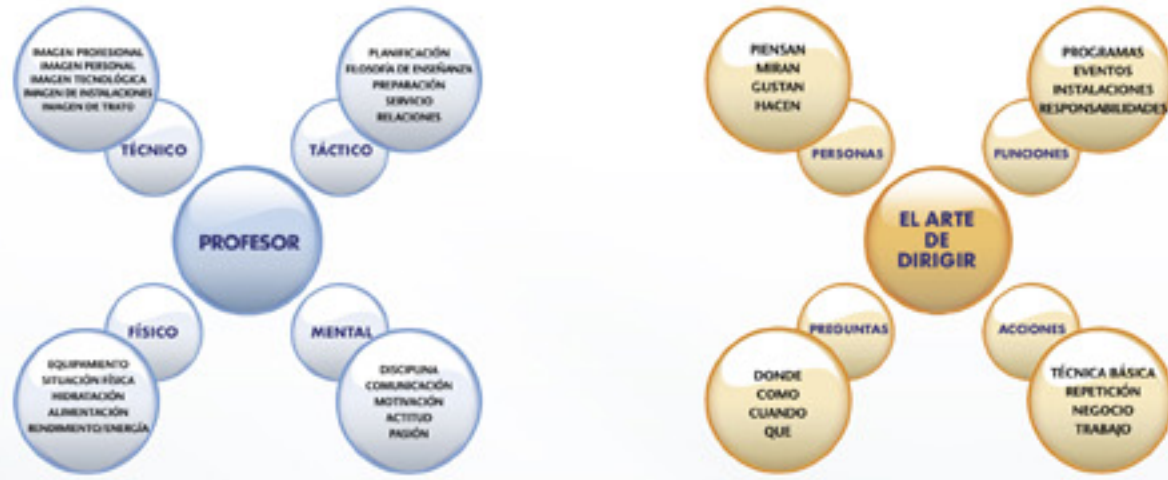 IMAGEN PROFESIONAL
IMAGEN PERSONAL
IMAGEN TECNOLÓGICA
IMAGEN DE INSTALACIONES
IMAGEN DE TRATO
TÉCNICO
PLANIFICACIÓN
FILOSOFÍA DE ENSEÑANZA
PREPARACIÓN
SERVICIO
RELACIONES
TÁCTICO
PROFESOR
FÍSICO
EQUIPAMIENTO
SITUACIÓN FÍSICA
HIDRATACIÓN
ALIMENTACIÓN
RENDIMIENTO/ENERGÍA
MENTAL
DISCIPLINA
COMUNICACIÓN
MOTIVACIÓN
ACTITUD
PASIÓN
PIENSAN
MIRAN
GUSTAN
HACEN
PERSONAS
PROGRAMAS
EVENTOS
INSTALACIONES
RESPONSABILIDADES
FUNCIONES
EL ARTE
DE
DIRIGIR
PREGUNTAS
DONDE
COMO
CUANDO
QUE
ACCIONES
TÉCNICA BÁSICA
REPETICIÓN
NEGOCIO
TRABAJO